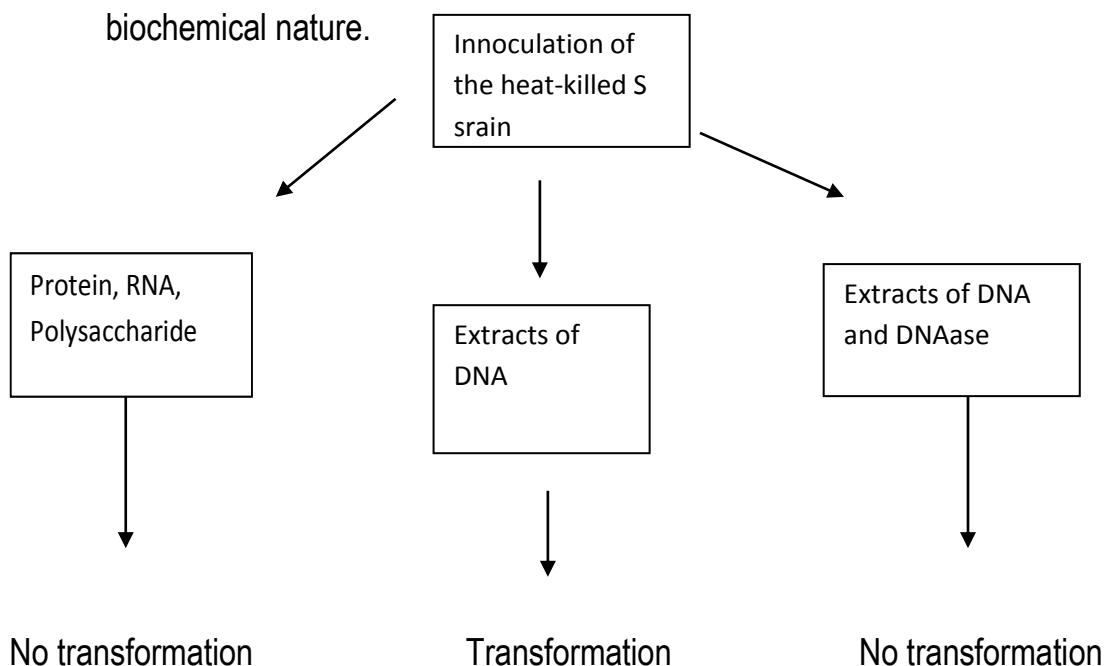 biochemical nature.
Innoculation of
the heat-killed S
srain
Protein, RNA,
Polysaccharide
Extracts of
DNA
Extracts of DNA
and DNAase
No transformation
Transformation
No transformation